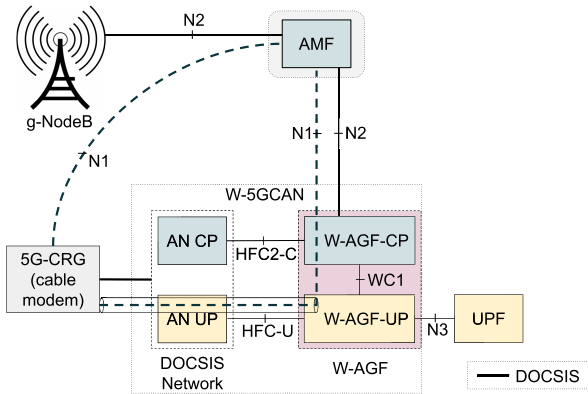 N2
AMF
g-NodeB
N1
N2
N1
W-5GCAN
5G-CRG
(cable
modem)
AN CP
HFC2-C
W-AGF-CP
WC1
AN UP
HFC-U
W-AGF-UP
N3
UPF
DOCSIS
Network
W-AGF
DOCSIS